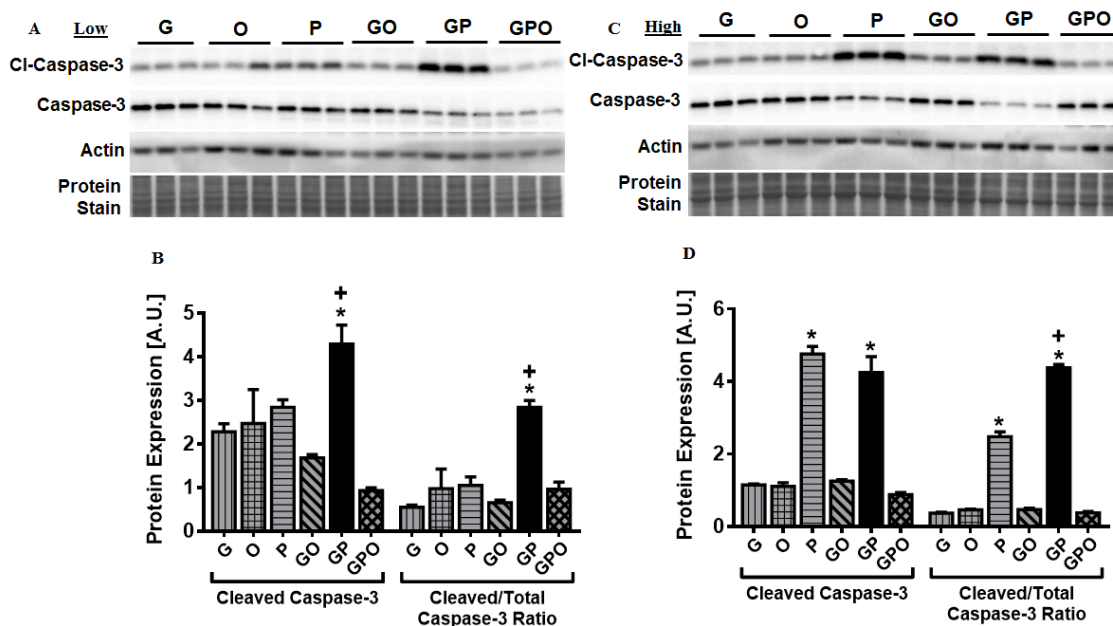 A Low G O P GO GP GPO
Cl-Caspase-3
Caspase-3
Actin
Protein
Stain
C High G O P GO GP GPO
Cl-Caspase-3
Caspase-3
Actin
Protein
Stain
B
Protein Expression [A.U.]
5
4
3
2
1
0
+
*
+
*
G O P GO GP GPO G O P GO GP GPO
Cleaved Caspase-3
Cleaved/Total
Caspase-3 Ratio
D
Protein Expression [A.U.]
6
4
2
0
*
*
*
+
*
G O P GO GP GPO G O P GO GP GPO
Cleaved Caspase-3
Cleaved/Total
Caspase-3 Ratio